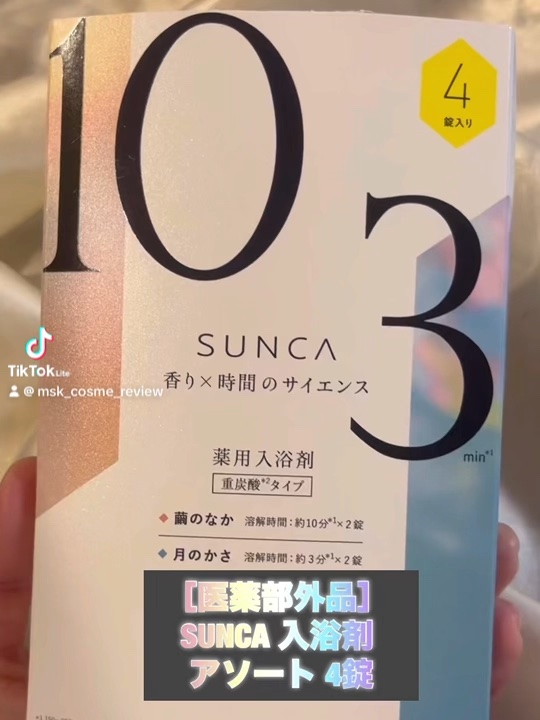 10
4
錠入り
3
min*1
SUNCA
香り×時間のサイエンス
TikTok Lite
@msk_cosme_review
薬用入浴剤
重炭酸*2タイプ
繭のなか 溶解時間:約10分*1×2錠
月のかさ 溶解時間:約3分*1×2錠
[医薬部外品]
SUNCA 入浴剤
アソート 4錠